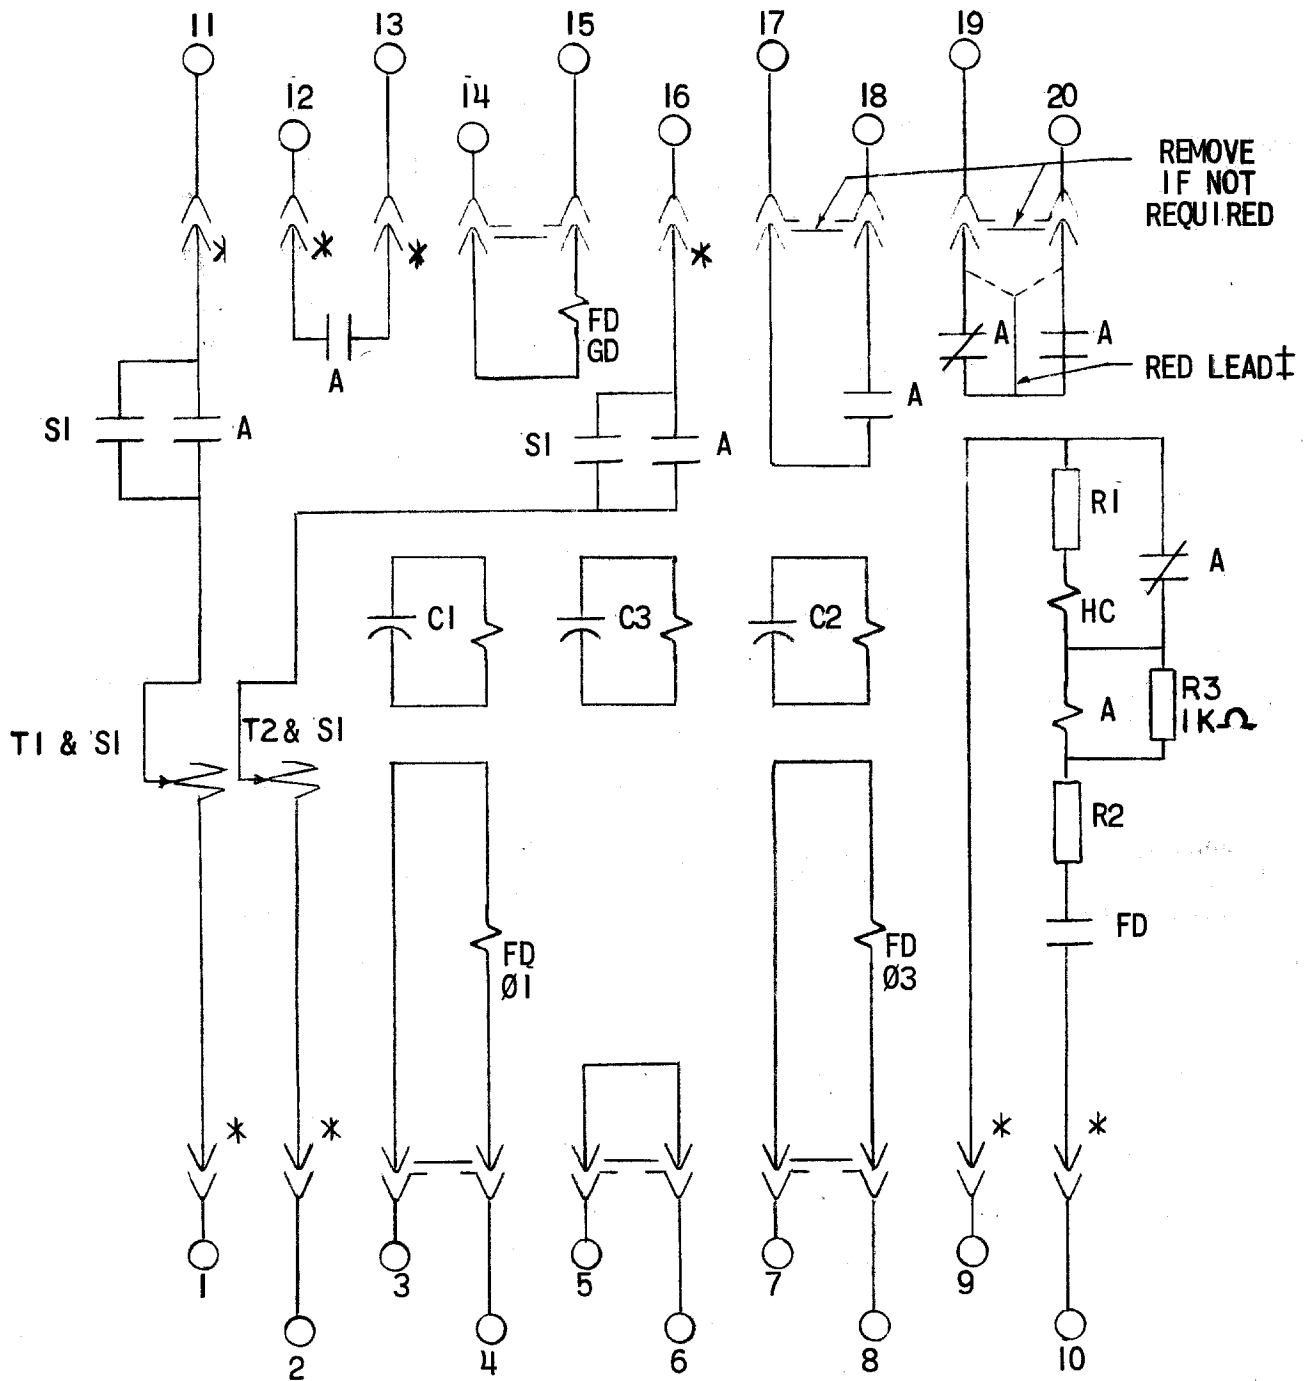 11
13
15
17
19
12
14
16
18
20
REMOVE
IF NOT
REQUIRED
*
*
*
FD
GD
A
A
A
A
RED LEAD‡
S1
A
S1
A
R1
A
C1
C3
C2
HC
R3
1KΩ
A
T1 & S1
T2 & S1
R2
FD
FD
Ø1
FD
Ø3
*
*
*
*
1
3
5
7
9
2
4
6
8
10